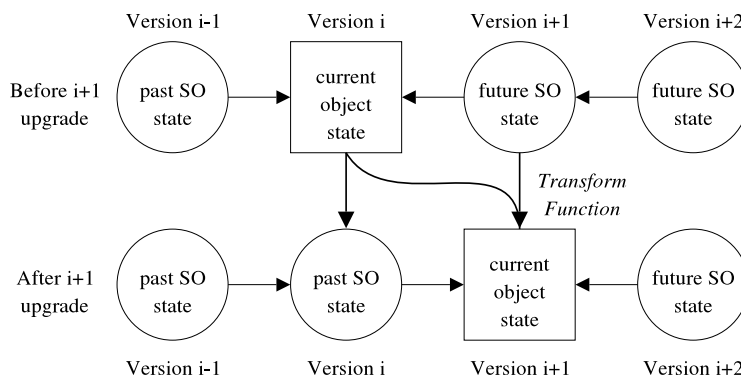 Version i-1 Version i Version i+1 Version i+2
Before i+1
upgrade
past SO
state
current
object
state
future SO
state
future SO
state
Transform
Function
After i+1
upgrade
past SO
state
past SO
state
current
object
state
future SO
state
Version i-1 Version i Version i+1 Version i+2